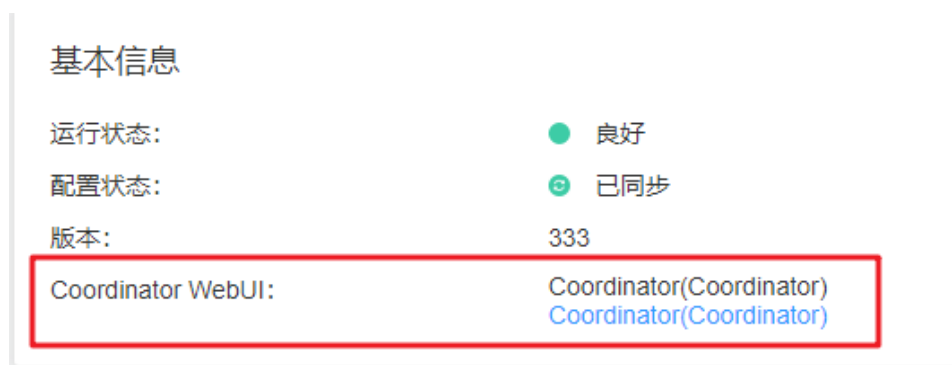 基本信息
运行状态: 良好
配置状态: 已同步
版本: 333
Coordinator WebUI: Coordinator(Coordinator)
Coordinator(Coordinator)